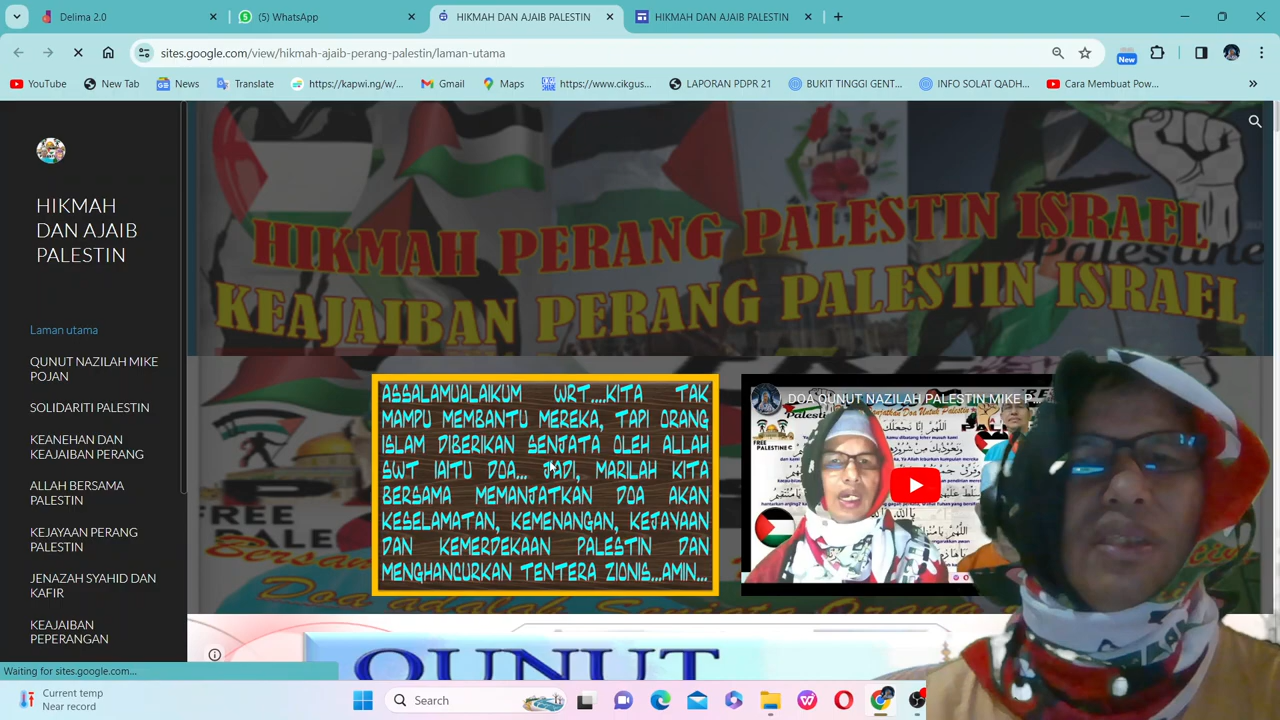 Delima 2.0
(5) WhatsApp
HIKMAH DAN AJAIB PALESTIN
HIKMAH DAN AJAIB PALESTIN
sites.google.com/view/hikmah-ajaib-perang-palestin/laman-utama
New
YouTube
New Tab
News
Translate
https://kapwi.ng/w/...
Gmail
Maps
https://www.cikgus...
LAPORAN PDPR 21
BUKIT TINGGI GENT...
INFO SOLAT QADH...
Cara Membuat Pow...
HIKMAH
DAN AJAIB
PALESTIN
Laman utama
QUNUT NAZILAH MIKE
POJAN
SOLIDARITI PALESTIN
KEANEHAN DAN
KEAJAIBAN PERANG
ALLAH BERSAMA
PALESTIN
KEJAYAAN PERANG
PALESTIN
JENAZAH SYAHID DAN
KAFIR
KEAJAIBAN
PEPERANGAN
HIKMAH PERANG PALESTIN ISRAEL
Palestine
KEAJAIBAN PERANG PALESTIN ISRAEL
ASSALAMUALAIKUM WRT....KITA TAK
MAMPU MEMBANTU MEREKA, TAPI ORANG
ISLAM DIBERIKAN SENJATA OLEH ALLAH
SWT IAITU DOA... JADI, MARILAH KITA
BERSAMA MEMANJATKAN DOA AKAN
KESELAMATAN, KEMENANGAN, KEJAYAAN
DAN KEMERDEKAAN PALESTIN DAN
MENGHANCURKAN TENTERA ZIONIS...AMIN...
DOA QUNUT NAZILAH PALESTIN MIKE P...
FREE
QUNUT
Waiting for sites.google.com...
Current temp
Near record
Search